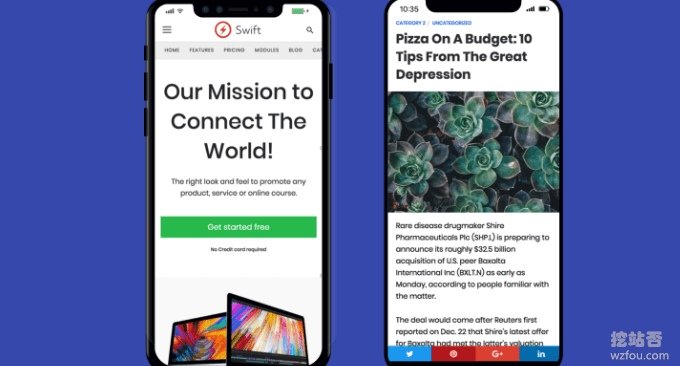 Swift
HOME FEATURES PRICING MODULES BLOG CAT
Our Mission to
Connect The
World!
The right look and feel to promote any
product, service or online course.
Get started free
No Credit card required
10:35
CATEGORY 2 / UNCATEGORIZED
Pizza On A Budget: 10
Tips From The Great
Depression
Rare disease drugmaker Shire
Pharmaceuticals Plc (SHP.L) is preparing to
announce its roughly $32.5 billion
acquisition of U.S. peer Baxalta
International Inc (BXLT.N) as early as
Monday, according to people familiar with
the matter.
The deal would come after Reuters first
reported on Dec. 22 that Shire's latest offer
for Baxalta had met the latter's valuation
G+
in
挖站否
wzfou.com